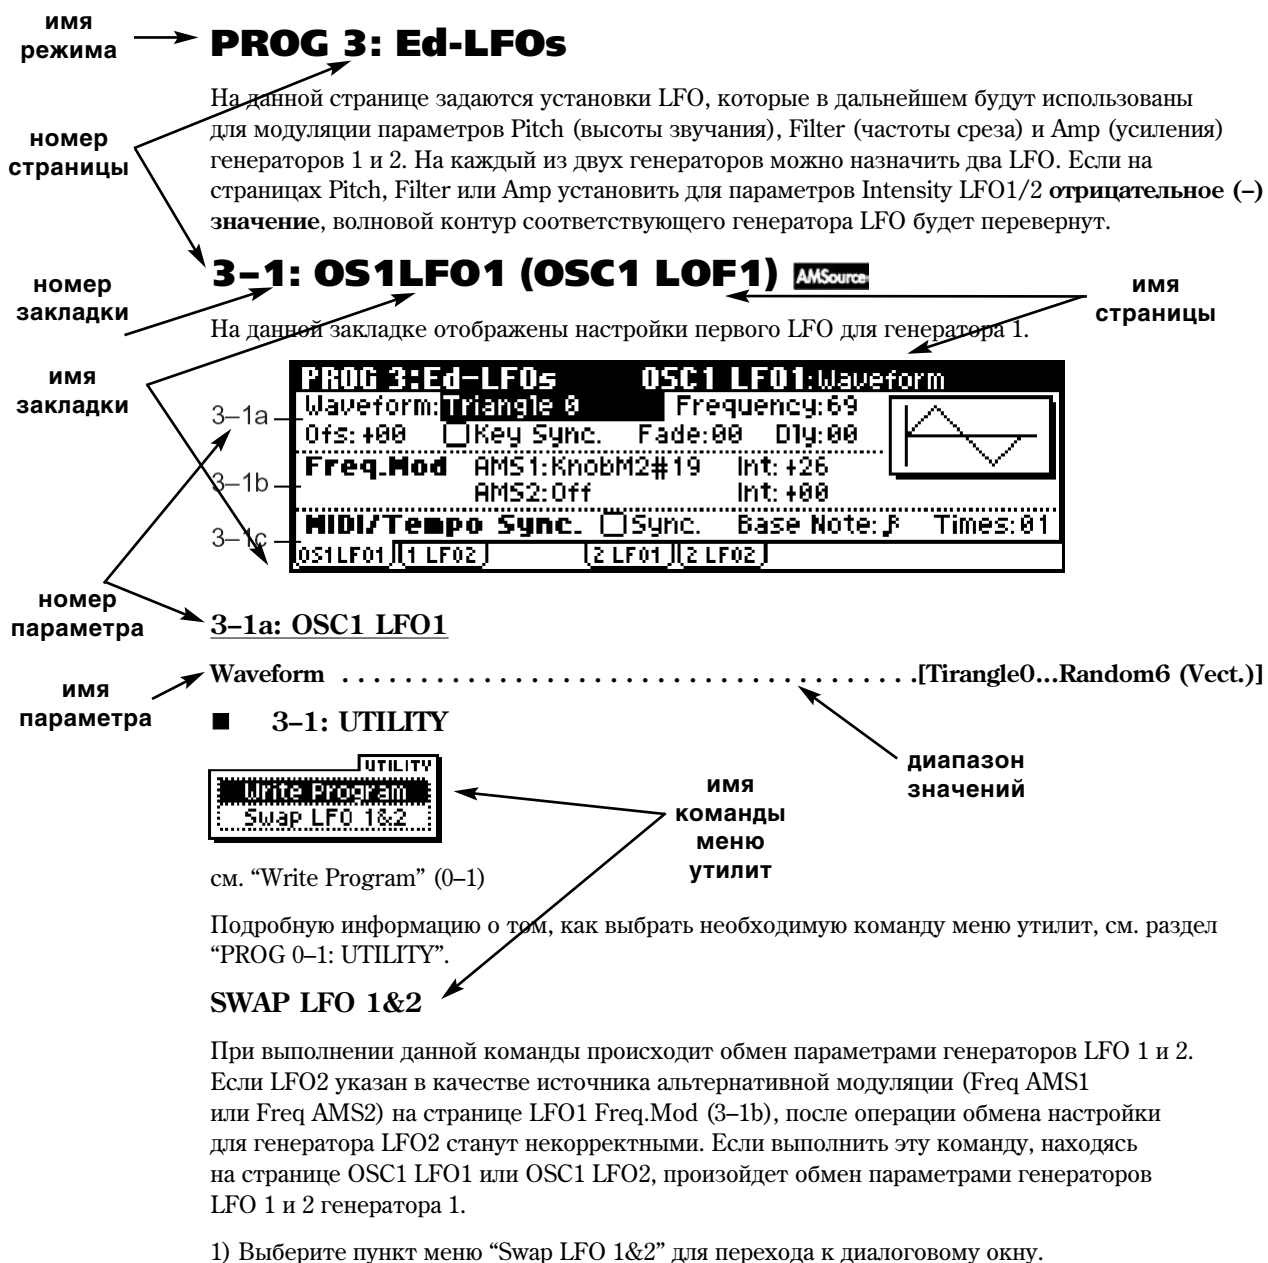 имя
режима
PROG 3: Ed-LFOs
На данной странице задаются установки LFO, которые в дальнейшем будут использованы
для модуляции параметров Pitch (высоты звучания), Filter (частоты среза) и Amp (усиления)
генераторов 1 и 2. На каждый из двух генераторов можно назначить два LFO. Если на
страницах Pitch, Filter или Amp установить для параметров Intensity LFO1/2 отрицательное (–)
значение, волновой контур соответствующего генератора LFO будет перевернут.
номер
страницы
3–1: OS1LFO1 (OSC1 LOF1) AMSource
номер
закладки
имя
страницы
На данной закладке отображены настройки первого LFO для генератора 1.
имя
закладки
PROG 3:Ed-LFOs OSC1 LFO1:Waveform
3–1a
Waveform:Triangle 0 Frequency:69
Ofs:+00 Key Sync. Fade:00 Dly:00
3–1b
Freq.Mod AMS1:KnobM2#19 Int:+26
AMS2:Off Int:+00
3–1c
MIDI/Tempo Sync. Sync. Base Note:♪ Times:01
OS1LFO1 1 LFO2 2 LFO1 2 LFO2
номер
параметра
3–1a: OSC1 LFO1
имя
параметра
Waveform . . . . . . . . . . . . . . . . . . . . . . . . . . . . . . . . . . . . .[Tirangle0...Random6 (Vect.)]
■ 3–1: UTILITY
диапазон
значений
UTILITY
Write Program
Swap LFO 1&2
имя
команды
меню
утилит
см. “Write Program” (0–1)
Подробную информацию о том, как выбрать необходимую команду меню утилит, см. раздел
“PROG 0–1: UTILITY”.
SWAP LFO 1&2
При выполнении данной команды происходит обмен параметрами генераторов LFO 1 и 2.
Если LFO2 указан в качестве источника альтернативной модуляции (Freq AMS1
или Freq AMS2) на странице LFO1 Freq.Mod (3–1b), после операции обмена настройки
для генератора LFO2 станут некорректными. Если выполнить эту команду, находясь
на странице OSC1 LFO1 или OSC1 LFO2, произойдет обмен параметрами генераторов
LFO 1 и 2 генератора 1.
1) Выберите пункт меню “Swap LFO 1&2” для перехода к диалоговому окну.